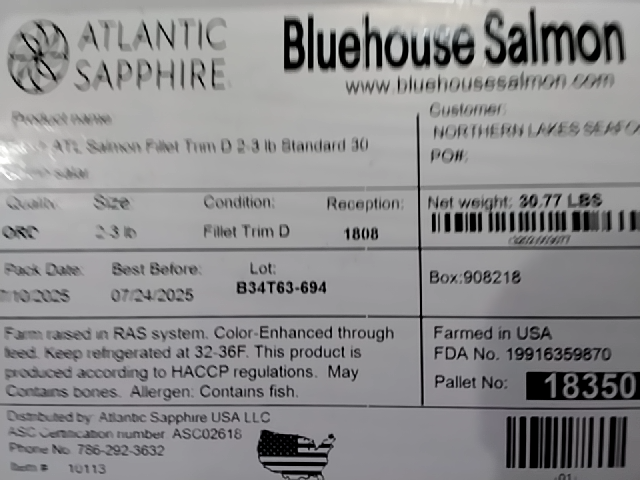 ATLANTIC
SAPPHIRE
Bluehouse Salmon
www.bluehousesalmon.com
Product name:
ATL Salmon Fillet Trim D 2-3 lb Standard 30
salar
Customer:
NORTHERN LAKES SEAFO
PO#:
Quality: Size: Condition: Reception:
ORC 2-3 lb Fillet Trim D 1808
Net weight: 30.77 LBS
Pack Date: Best Before: Lot:
/10/2025 07/24/2025 B34T63-694
Box:908218
Farm raised in RAS system. Color-Enhanced through
feed. Keep refrigerated at 32-36F. This product is
produced according to HACCP regulations. May
Contains bones. Allergen: Contains fish.
Farmed in USA
FDA No. 19916359870
Pallet No: 18350
Distributed by: Atlantic Sapphire USA LLC
ASC Certification number ASC02618
Phone No. 786-292-3632
Item # 10113
-01-